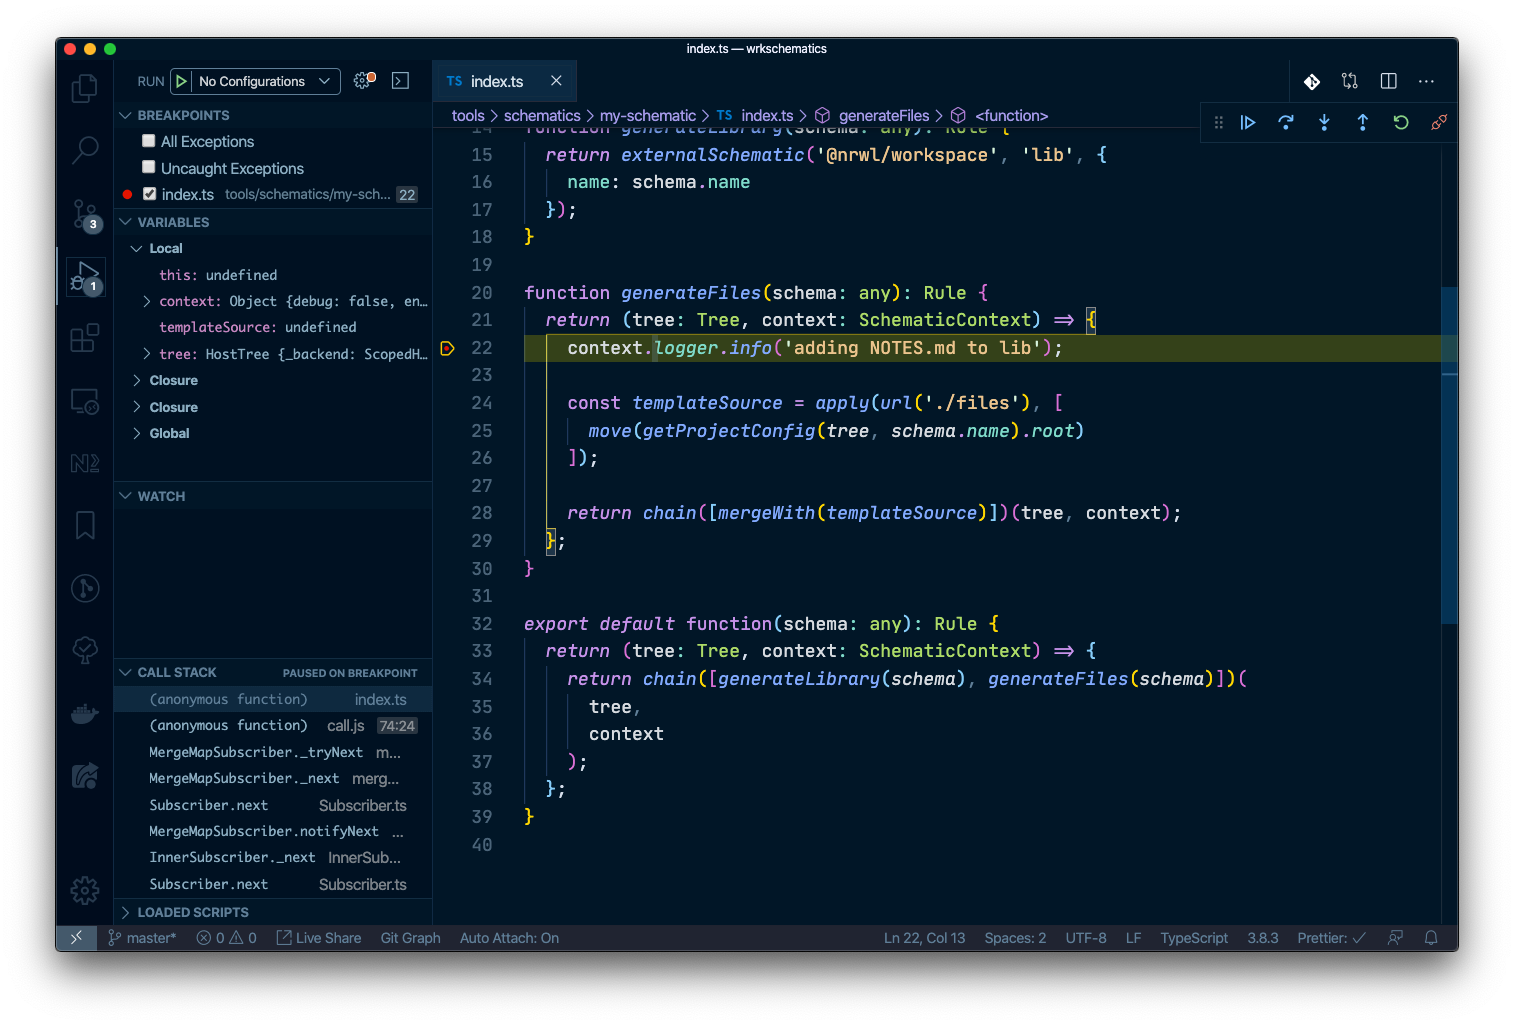 index.ts — wrkschematics
RUN No Configurations
TS index.ts
tools > schematics > my-schematic > TS index.ts > generateFiles > <function>
BREAKPOINTS
All Exceptions
Uncaught Exceptions
index.ts tools/schematics/my-sch... 22
VARIABLES
Local
this: undefined
context: Object {debug: false, en...
templateSource: undefined
tree: HostTree {_backend: ScopedH...
Closure
Closure
Global
WATCH
CALL STACK PAUSED ON BREAKPOINT
(anonymous function) index.ts
(anonymous function) call.js 74:24
MergeMapSubscriber._tryNext m...
MergeMapSubscriber._next merg...
Subscriber.next Subscriber.ts
MergeMapSubscriber.notifyNext ...
InnerSubscriber._next InnerSub...
Subscriber.next Subscriber.ts
LOADED SCRIPTS
3
1
N
14 function generateLibrary(schema: any): Rule {
15 return externalSchematic('@nrwl/workspace', 'lib', {
16 name: schema.name
17 });
18 }
19
20 function generateFiles(schema: any): Rule {
21 return (tree: Tree, context: SchematicContext) => {
22 context.logger.info('adding NOTES.md to lib');
23
24 const templateSource = apply(url('./files'), [
25 move(getProjectConfig(tree, schema.name).root)
26 ]);
27
28 return chain([mergeWith(templateSource)])(tree, context);
29 };
30 }
31
32 export default function(schema: any): Rule {
33 return (tree: Tree, context: SchematicContext) => {
34 return chain([generateLibrary(schema), generateFiles(schema)])(
35 tree,
36 context
37 );
38 };
39 }
40
master* 0 0 Live Share Git Graph Auto Attach: On Ln 22, Col 13 Spaces: 2 UTF-8 LF TypeScript 3.8.3 Prettier: ✓